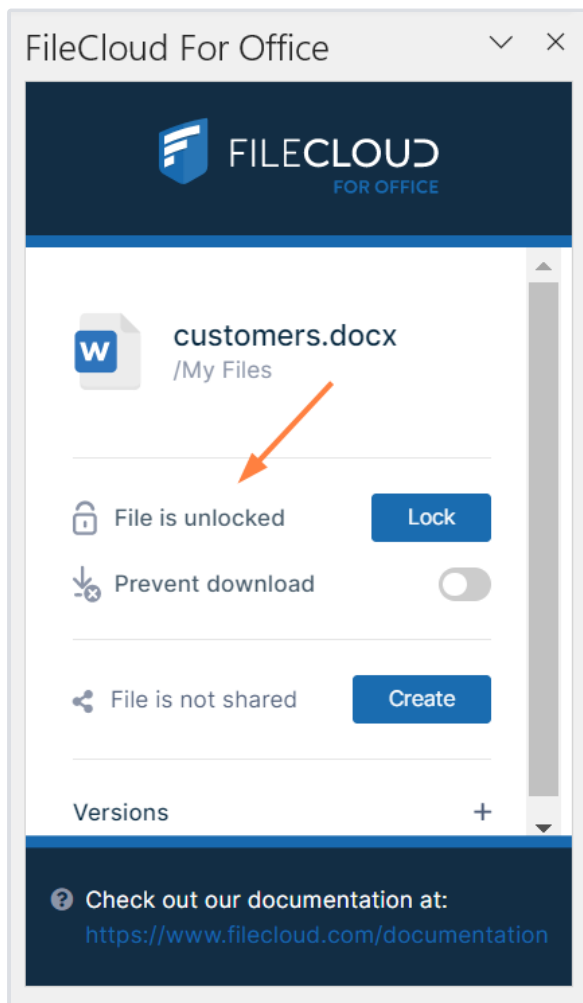 FileCloud For Office
FILECLOUD
FOR OFFICE
W
customers.docx
/My Files
File is unlocked
Lock
Prevent download
File is not shared
Create
Versions
+
? Check out our documentation at:
https://www.filecloud.com/documentation